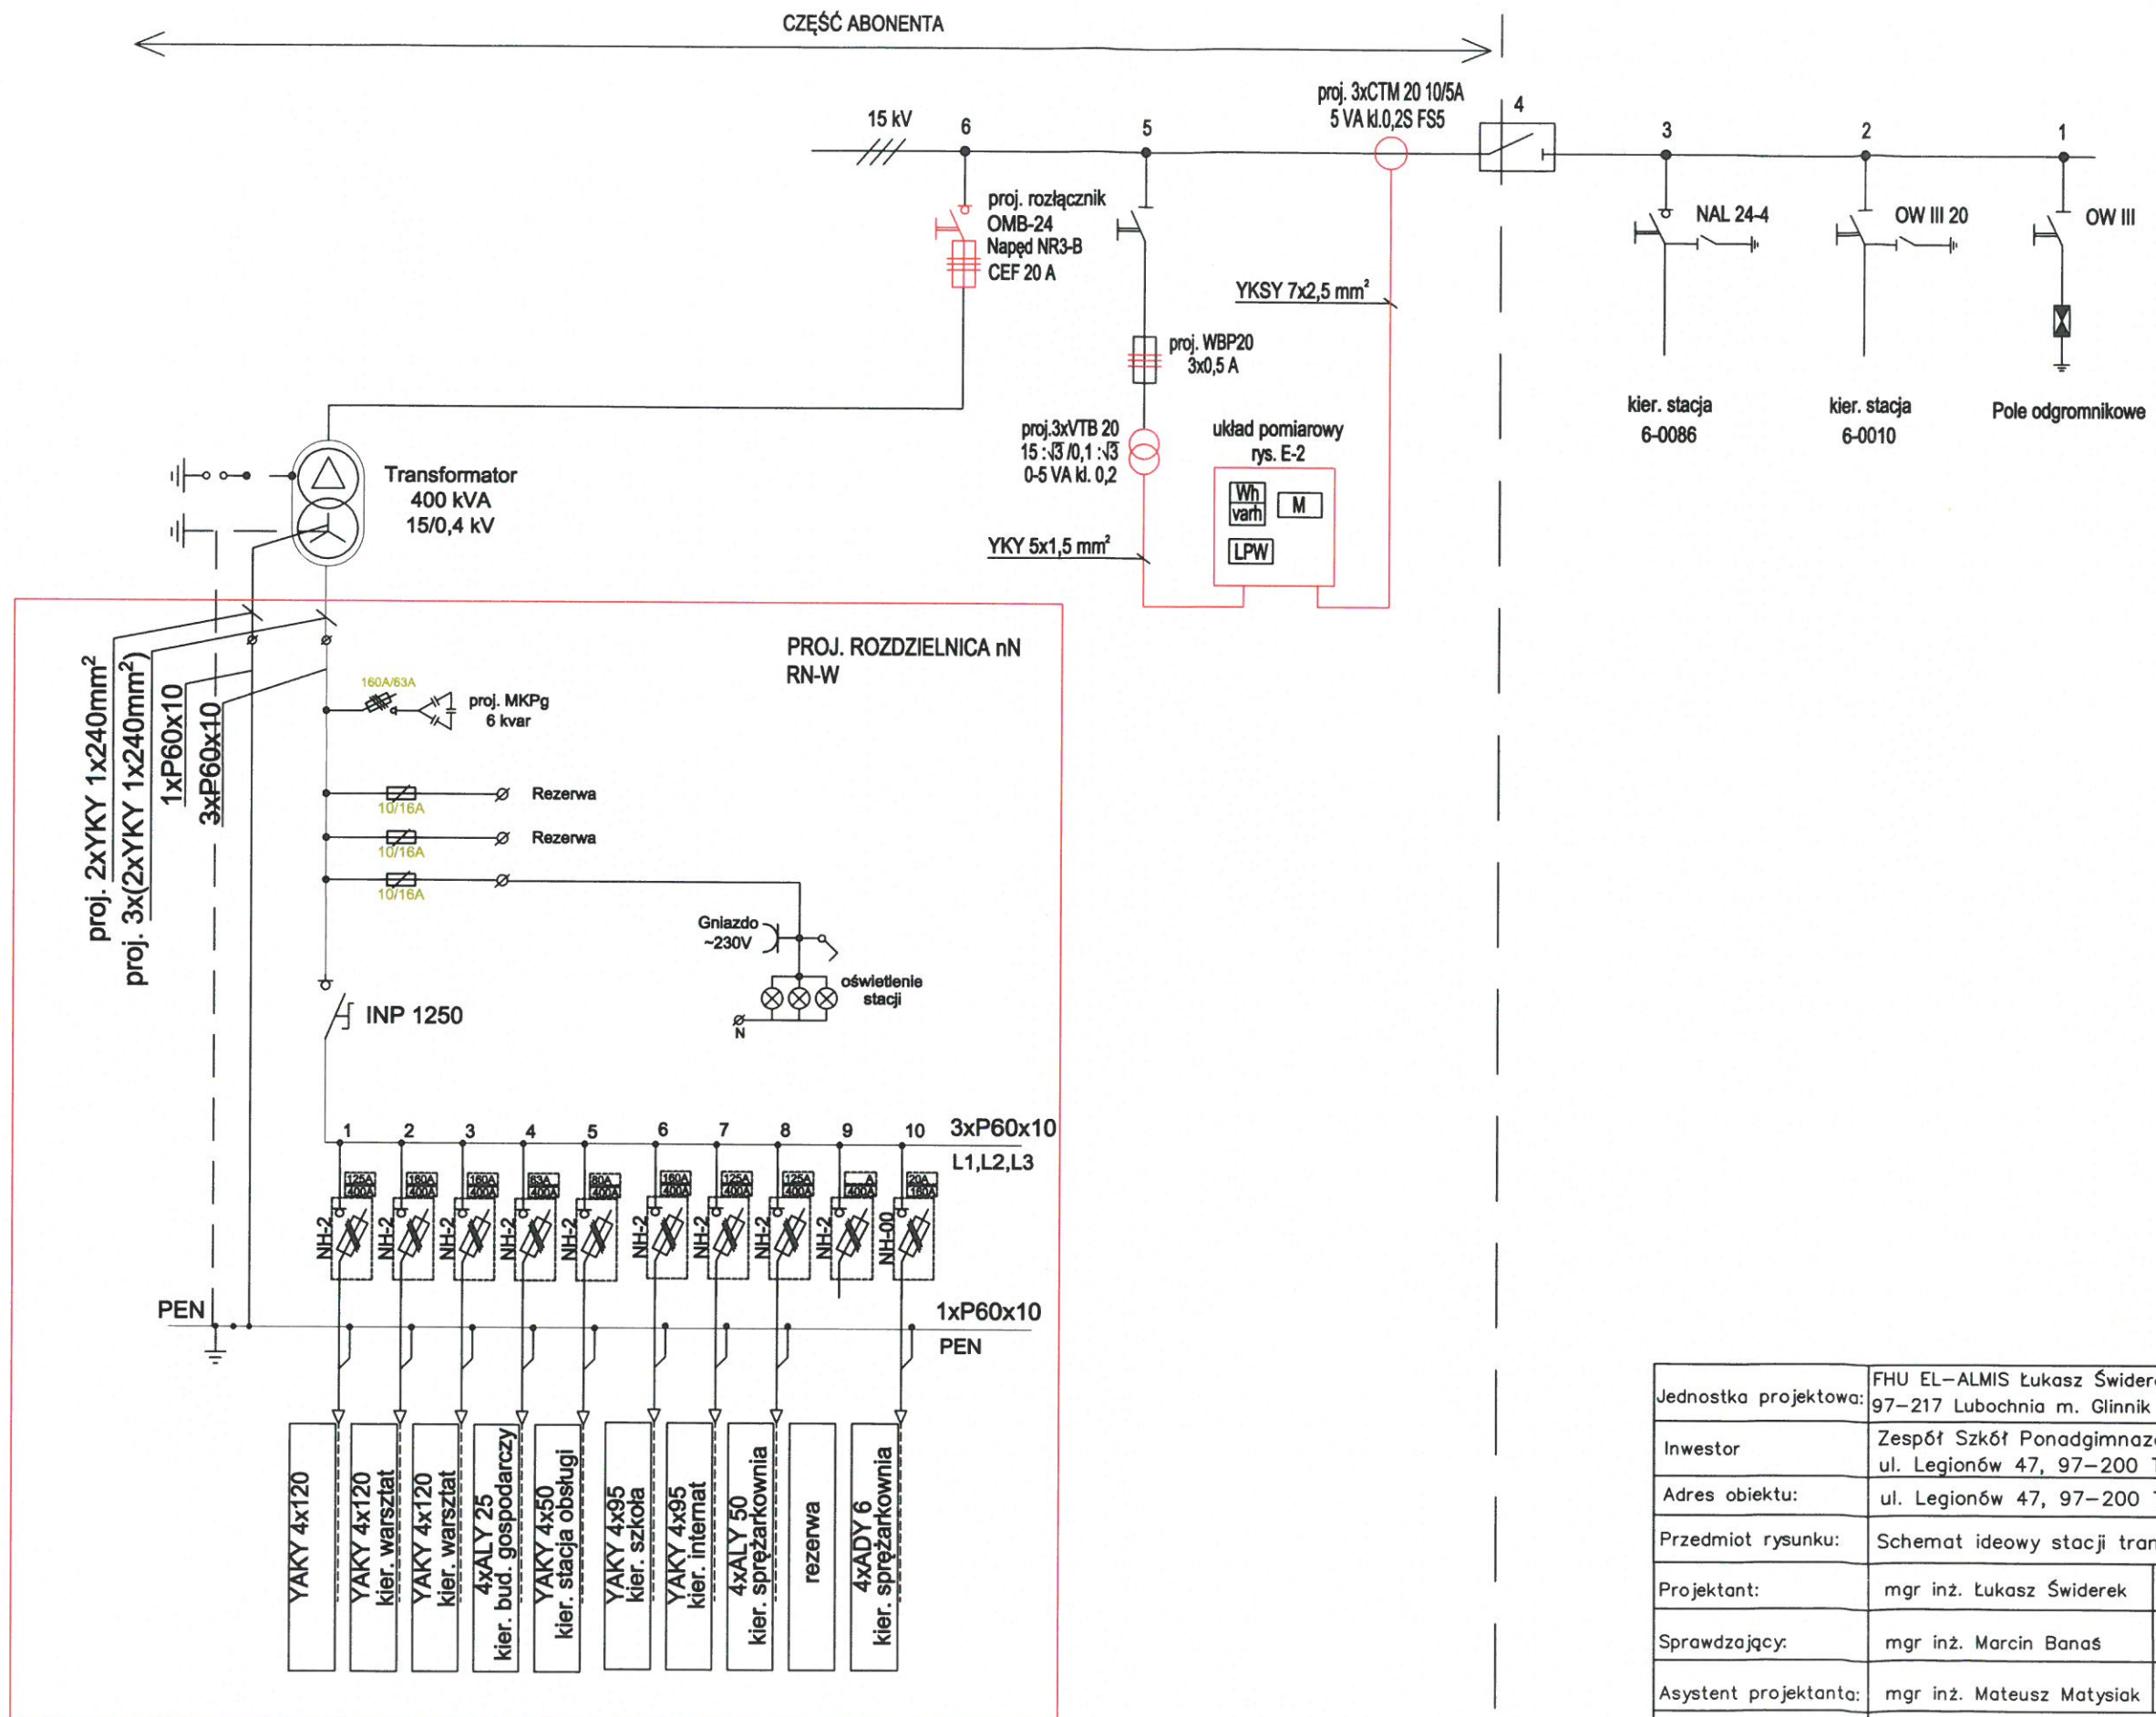 CZĘŚĆ ABONENTA
15 kV
6
5
proj. 3xCTM 20 10/5A
5 VA kl.0,2S FS5
4
3
2
1
proj. rozłącznik
OMB-24
Napęd NR3-B
CEF 20 A
NAL 24-4
OW III 20
OW III
YKSY 7x2,5 mm²
proj. WBP20
3x0,5 A
kier. stacja
6-0086
kier. stacja
6-0010
Pole odgromnikowe
proj.3xVTB 20
15 :√3 /0,1 :√3
0-5 VA kl. 0,2
układ pomiarowy
rys. E-2
Wh
varh
M
LPW
YKY 5x1,5 mm²
Transformator
400 kVA
15/0,4 kV
PROJ. ROZDZIELNICA nN
RN-W
proj. 2xYKY 1x240mm²
proj. 3x(2xYKY 1x240mm²)
1xP60x10
3xP60x10
160A/63A
proj. MKPg
6 kvar
Rezerwa
10/16A
Rezerwa
10/16A
10/16A
Gniazdo
~230V
oświetlenie
stacji
N
INP 1250
1
2
3
4
5
6
7
8
9
10
3xP60x10
L1,L2,L3
125A
400A
160A
400A
160A
400A
63A
400A
80A
400A
160A
400A
125A
400A
125A
400A
A
400A
20A
160A
NH-2
NH-2
NH-2
NH-2
NH-2
NH-2
NH-2
NH-2
NH-2
NH-00
PEN
1xP60x10
PEN
YAKY 4x120
YAKY 4x120
kier. warsztat
YAKY 4x120
kier. warsztat
4xALY 25
kier. bud. gospodarczy
YAKY 4x50
kier. stacja obsługi
YAKY 4x95
kier. szkoła
YAKY 4x95
kier. internat
4xALY 50
kier. sprężarkownia
rezerwa
4xADY 6
kier. sprężarkownia
Jednostka projektowa:
FHU EL-ALMIS Łukasz Świder
97-217 Lubochnia m. Glinnik
Inwestor
Zespół Szkół Ponadgimnaz
ul. Legionów 47, 97-200
Adres obiektu:
ul. Legionów 47, 97-200
Przedmiot rysunku:
Schemat ideowy stacji tran
Projektant:
mgr inż. Łukasz Świderek
Sprawdzający:
mgr inż. Marcin Banaś
Asystent projektanta:
mgr inż. Mateusz Matysiak